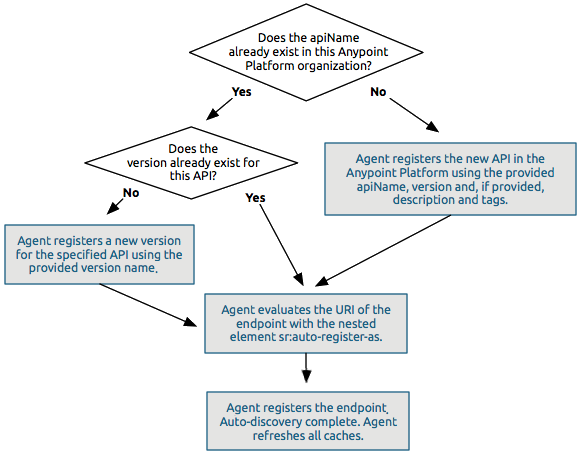 Does the apiName
already exist in this Anypoint
Platform organization?
Yes
No
Does the
version already exist for
this API?
Agent registers the new API in the
Anypoint Platform using the provided
apiName, version and, if provided,
description and tags.
No
Yes
Agent registers a new version
for the specified API using the
provided version name.
Agent evaluates the URI of the
endpoint with the nested
element sr:auto-register-as.
Agent registers the endpoint.
Auto-discovery complete. Agent
refreshes all caches.